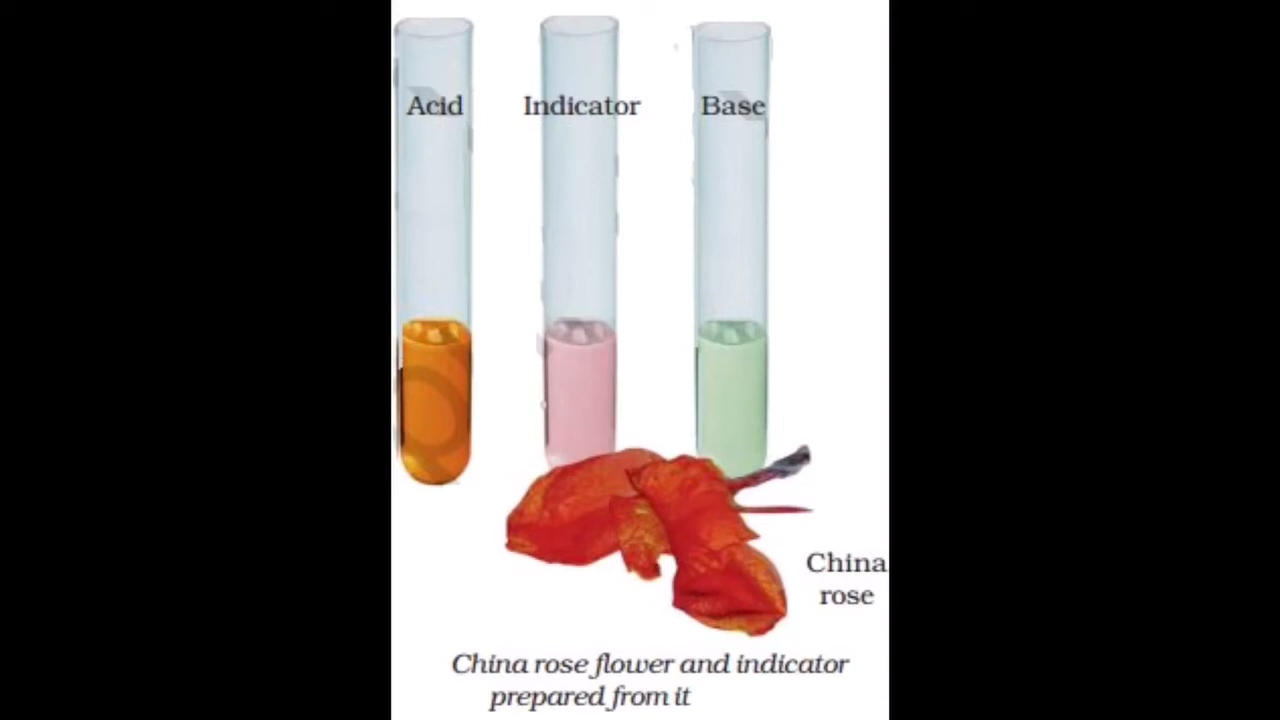 Acid Indicator Base
China
rose
China rose flower and indicator
prepared from it